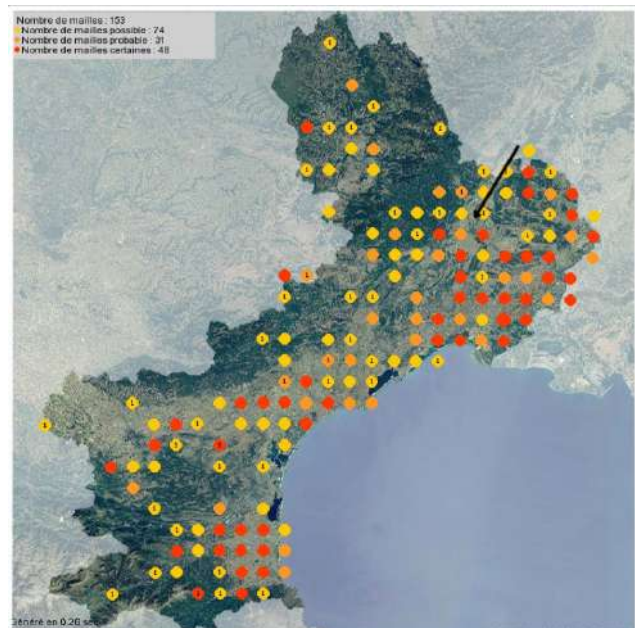 Nombre de mailles : 153
Nombre de mailles possible : 74
Nombre de mailles probable : 31
Nombre de mailles certaines : 48
Généré en 0.26 sec